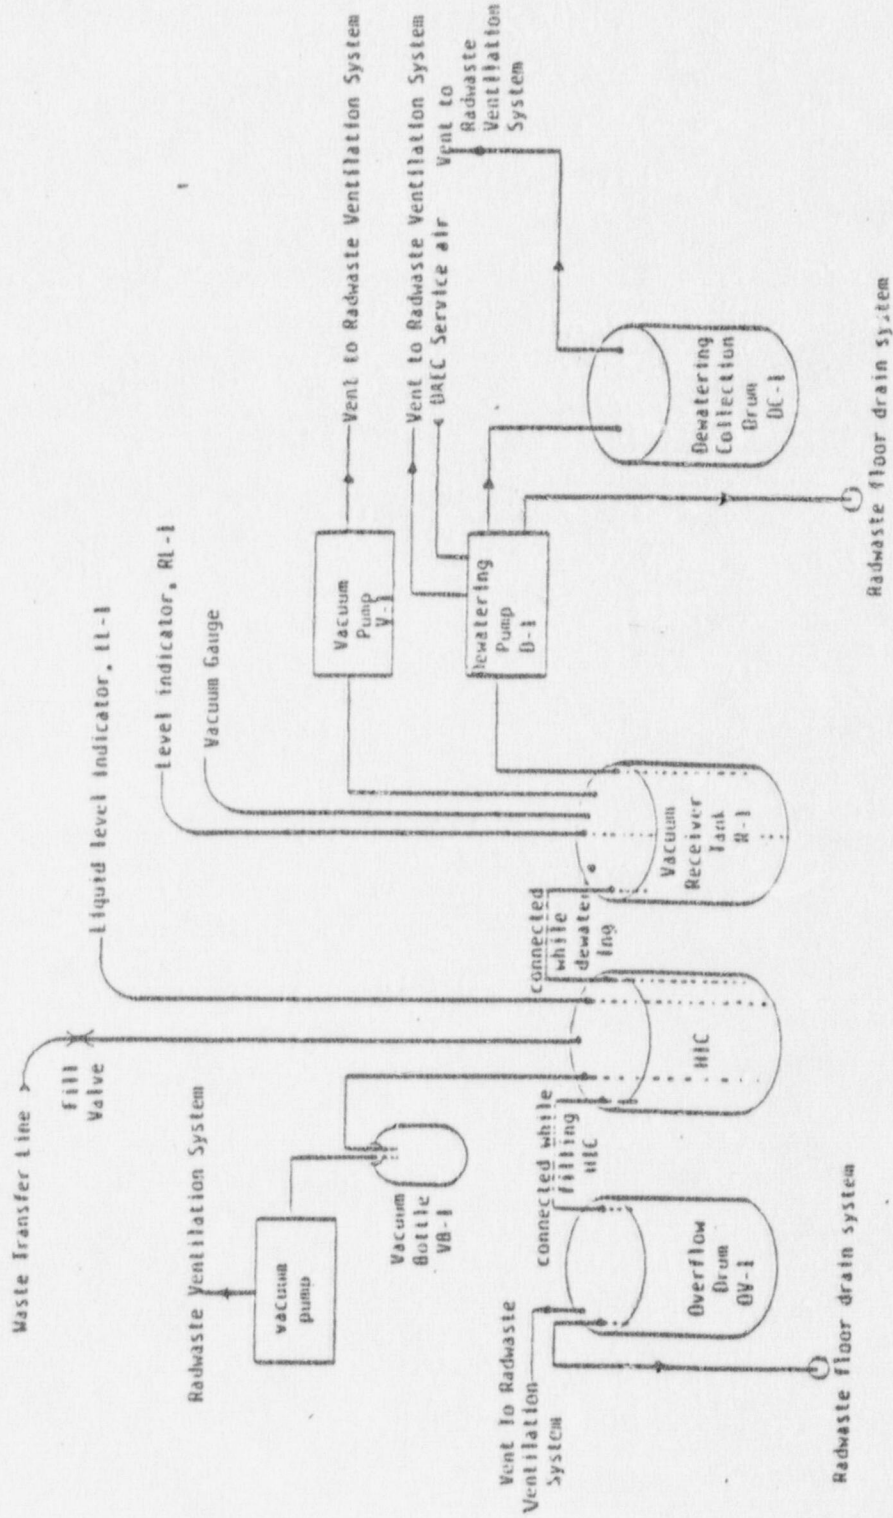 Waste Transfer Line
Fill
Valve
Liquid level indicator, LL-1
Level indicator, RL-1
Vacuum Gauge
Radwaste Ventilation System
Vacuum
pump
Vacuum
Bottle
VB-1
Vacuum
Pump
V-1
Vent to Radwaste Ventilation System
Vent to Radwaste Ventilation System
DAEC Service air
Vent to
Radwaste
Ventilation
System
Dewatering
Pump
D-1
Vent to Radwaste
Ventilation
System
connected while
filling
HIC
connected
while
dewater
ing
Overflow
Drum
OV-1
HIC
Vacuum
Receiver
Tank
R-1
Dewatering
Collection
Drum
DC-1
Radwaste floor drain system
Radwaste floor drain system